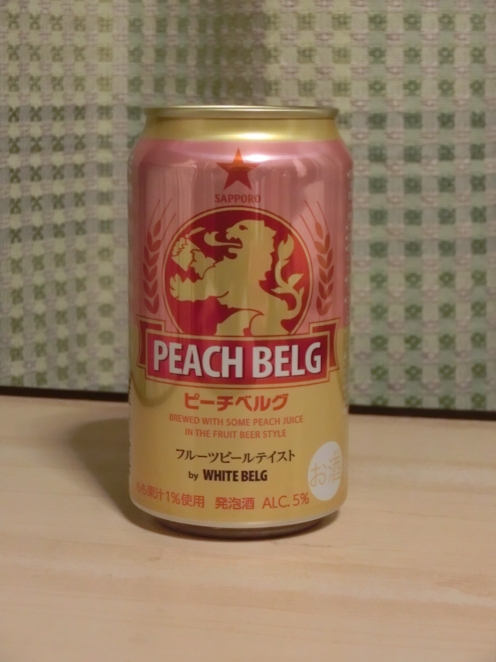 SAPPORO
PEACH BELG
ピーチベルグ
BREWED WITH SOME PEACH JUICE
IN THE FRUIT BEER STYLE
フルーツビールテイスト
by WHITE BELG
お酒
もも果汁1%使用 発泡酒 ALC.5%